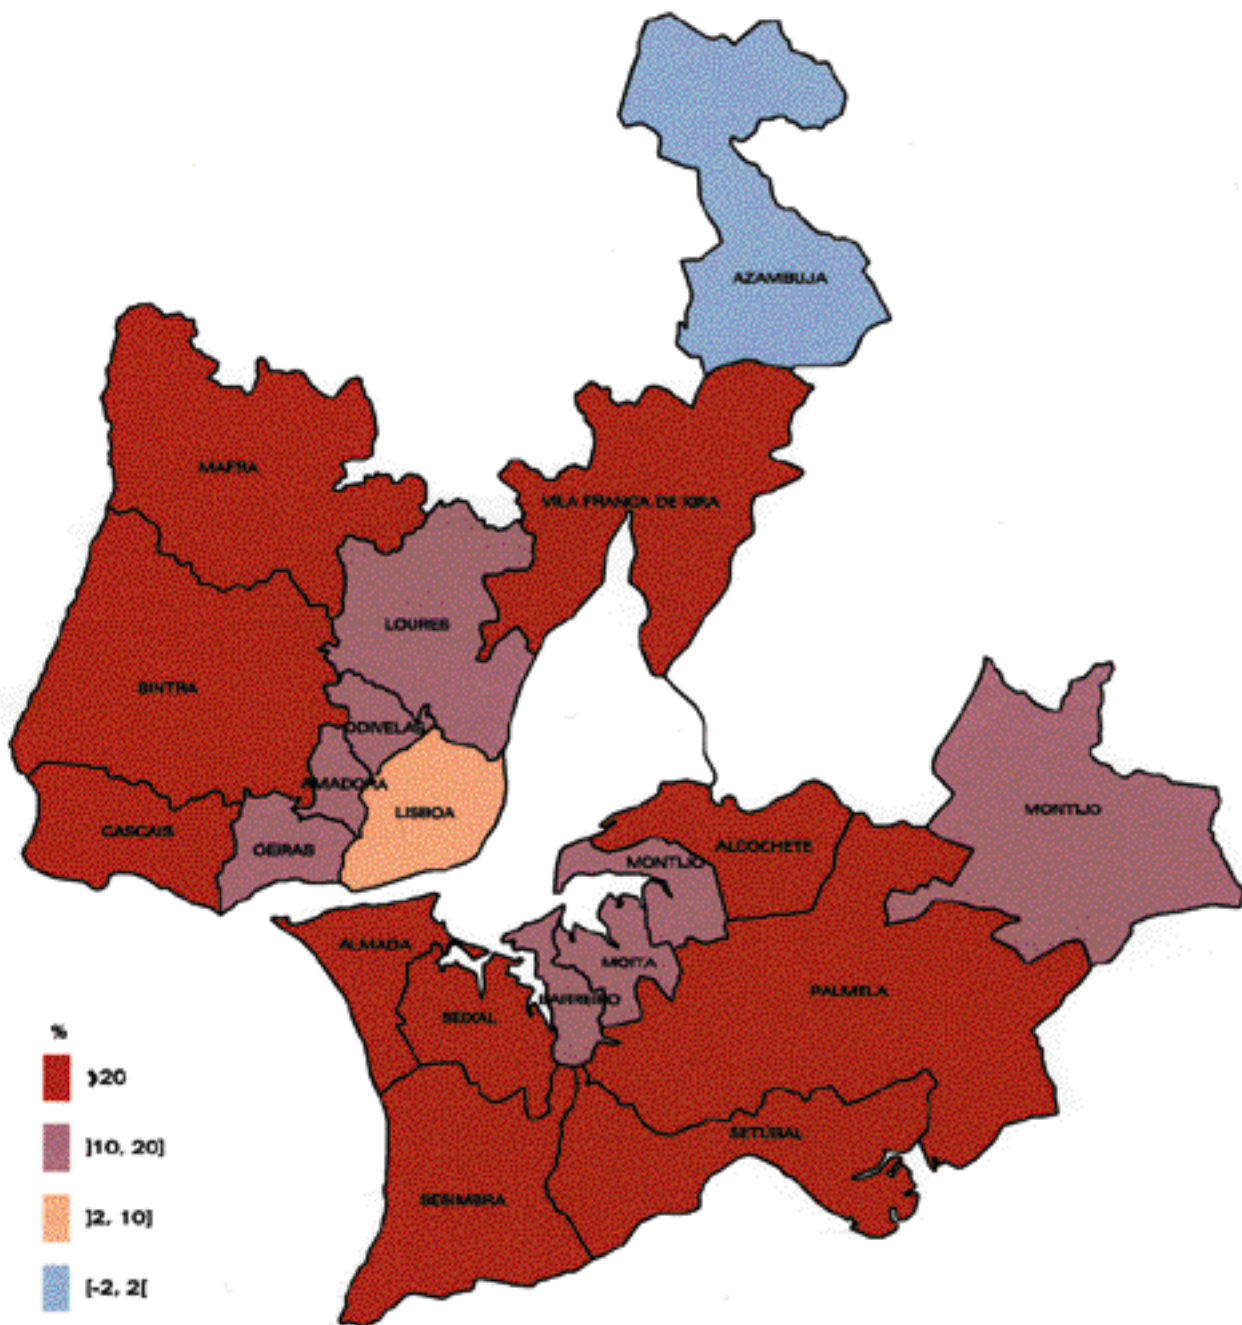 AZAMBUJA
MAFRA
VILA FRANCA DE XIRA
LOURES
SINTRA
ODIVELAS
AMADORA
LISBOA
MONTIJO
CASCAIS
OEIRAS
MONTIJO
ALCOCHETE
ALMADA
MOITA
BARREIRO
PALMELA
SEIXAL
%
>20
]10, 20]
SETÚBAL
SESIMBRA
]2, 10]
[-2, 2[